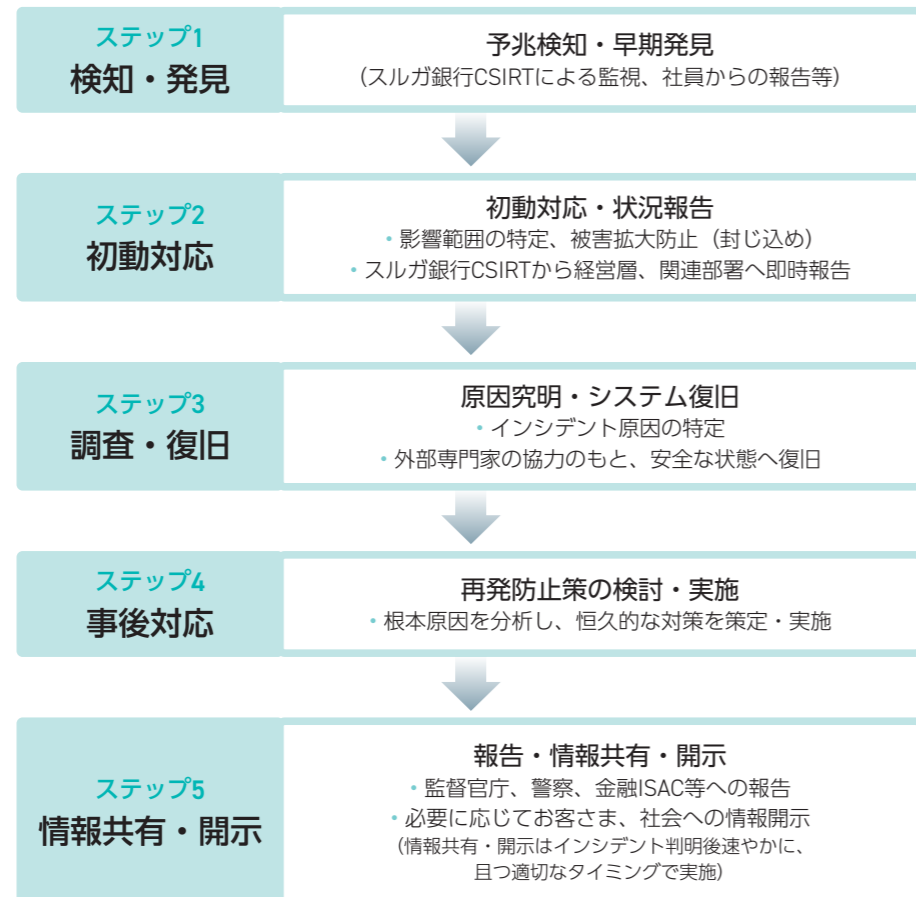 ステップ1
検知・発見
予兆検知・早期発見
（スルガ銀行CSIRTによる監視、社員からの報告等）
ステップ2
初動対応
初動対応・状況報告
・影響範囲の特定、被害拡大防止（封じ込め）
・スルガ銀行CSIRTから経営層、関連部署へ即時報告
ステップ3
調査・復旧
原因究明・システム復旧
・インシデント原因の特定
・外部専門家の協力のもと、安全な状態へ復旧
ステップ4
事後対応
再発防止策の検討・実施
・根本原因を分析し、恒久的な対策を策定・実施
ステップ5
情報共有・開示
報告・情報共有・開示
・監督官庁、警察、金融ISAC等への報告
・必要に応じてお客さま、社会への情報開示
（情報共有・開示はインシデント判明後速やかに、
且つ適切なタイミングで実施）